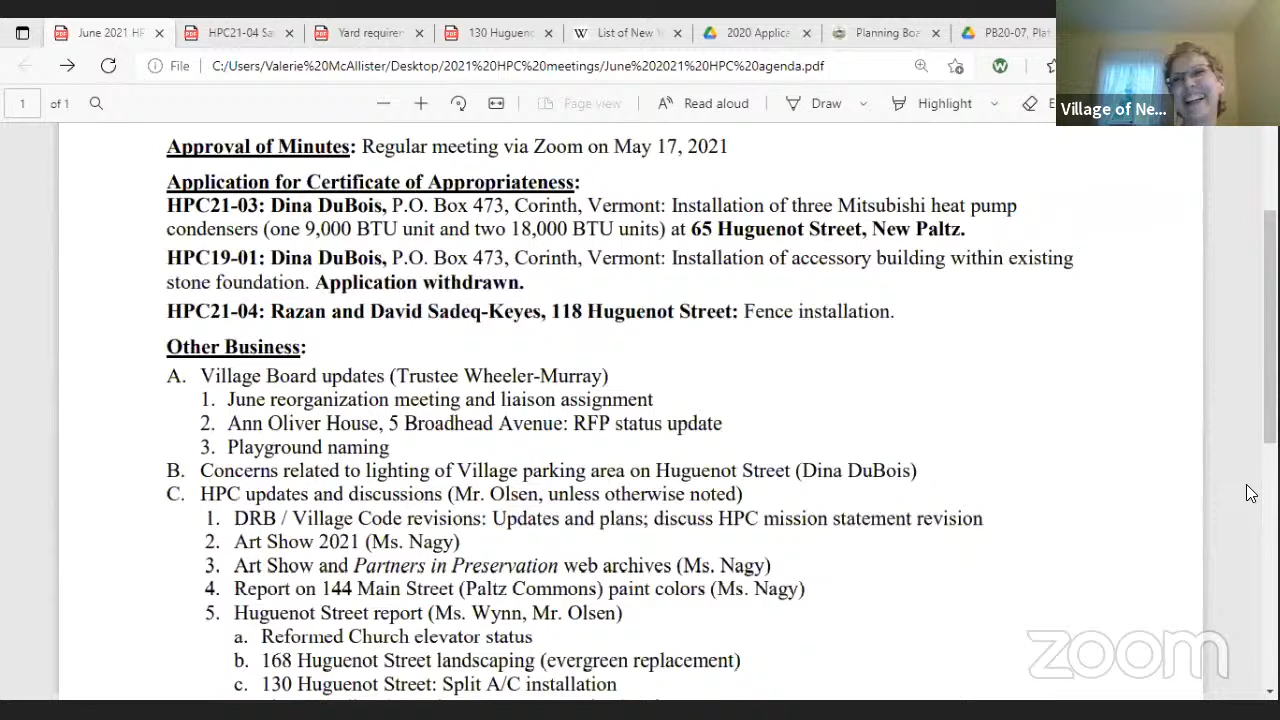 June 2021 HP
HPC21-04 Sa
Yard requirer
130 Hugueno
List of New
2020 Applica
Planning Boa
PB20-07, Plat
File
C:/Users/Valerie%20McAllister/Desktop/2021%20HPC%20meetings/June%202021%20HPC%20agenda.pdf
1 of 1
Page view
Read aloud
Draw
Highlight
Village of Ne...
Approval of Minutes: Regular meeting via Zoom on May 17, 2021
Application for Certificate of Appropriateness:
HPC21-03: Dina DuBois, P.O. Box 473, Corinth, Vermont: Installation of three Mitsubishi heat pump
condensers (one 9,000 BTU unit and two 18,000 BTU units) at 65 Huguenot Street, New Paltz.
HPC19-01: Dina DuBois, P.O. Box 473, Corinth, Vermont: Installation of accessory building within existing
stone foundation. Application withdrawn.
HPC21-04: Razan and David Sadeq-Keyes, 118 Huguenot Street: Fence installation.
Other Business:
A. Village Board updates (Trustee Wheeler-Murray)
1. June reorganization meeting and liaison assignment
2. Ann Oliver House, 5 Broadhead Avenue: RFP status update
3. Playground naming
B. Concerns related to lighting of Village parking area on Huguenot Street (Dina DuBois)
C. HPC updates and discussions (Mr. Olsen, unless otherwise noted)
1. DRB / Village Code revisions: Updates and plans; discuss HPC mission statement revision
2. Art Show 2021 (Ms. Nagy)
3. Art Show and Partners in Preservation web archives (Ms. Nagy)
4. Report on 144 Main Street (Paltz Commons) paint colors (Ms. Nagy)
5. Huguenot Street report (Ms. Wynn, Mr. Olsen)
a. Reformed Church elevator status
b. 168 Huguenot Street landscaping (evergreen replacement)
c. 130 Huguenot Street: Split A/C installation
zoom